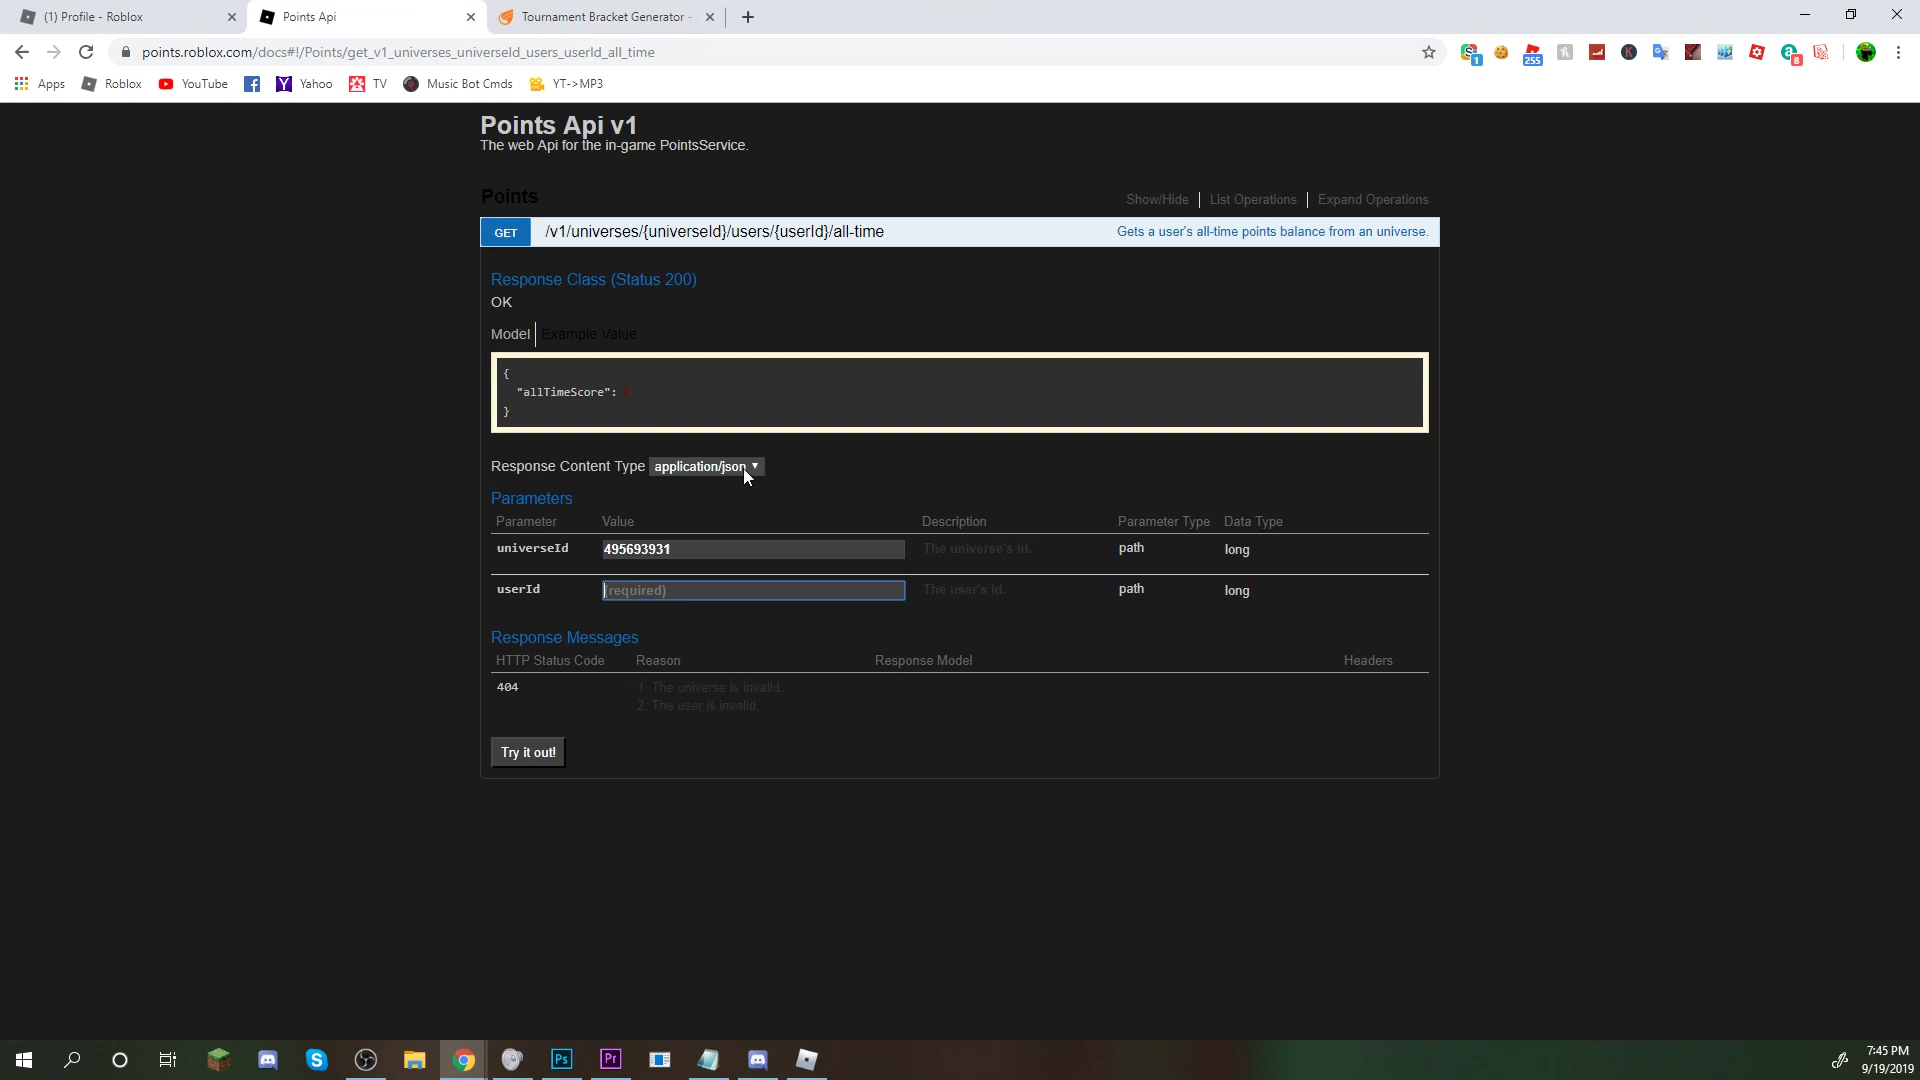 (1) Profile - Roblox
Points Api
Tournament Bracket Generator -
points.roblox.com/docs#!/Points/get_v1_universes_universeId_users_userId_all_time
1
255
8
Apps
Roblox
YouTube
Yahoo
TV
Music Bot Cmds
YT->MP3
Points Api v1
The web Api for the in-game PointsService.
Points
Show/Hide
List Operations
Expand Operations
GET
/v1/universes/{universeId}/users/{userId}/all-time
Gets a user's all-time points balance from an universe.
Response Class (Status 200)
OK
Model
Example Value
{
"allTimeScore": 0
}
Response Content Type
application/json
Parameters
Parameter Value Description Parameter Type Data Type
universeId 495693931 The universe's id. path long
userId (required) The user's id. path long
Response Messages
HTTP Status Code Reason Response Model Headers
404
1: The universe is invalid.
2: The user is invalid.
Try it out!
Ps
Pr
7:45 PM
9/19/2019